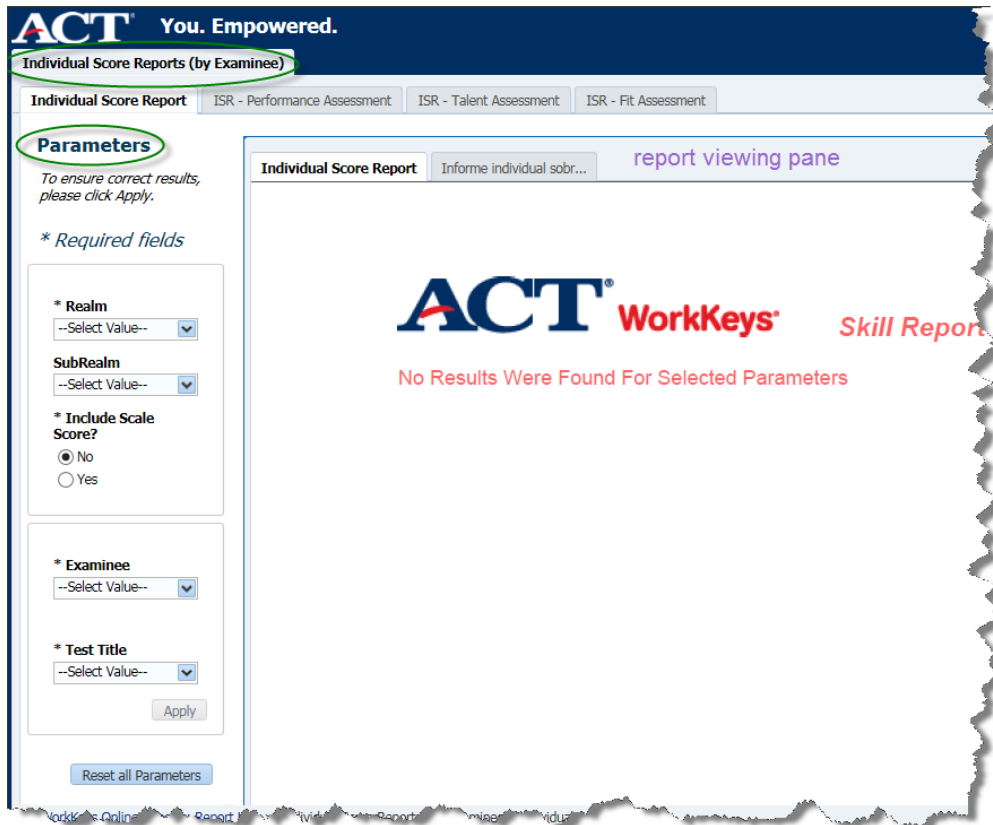 ACT® You. Empowered.
Individual Score Reports (by Examinee)
Individual Score Report ISR - Performance Assessment ISR - Talent Assessment ISR - Fit Assessment
Parameters
To ensure correct results,
please click Apply.
* Required fields
* Realm
--Select Value--
SubRealm
--Select Value--
* Include Scale
Score?
No
Yes
* Examinee
--Select Value--
* Test Title
--Select Value--
Apply
Reset all Parameters
Individual Score Report Informe individual sobr...
report viewing pane
ACT® WorkKeys®
Skill Report
No Results Were Found For Selected Parameters
WorkKeys Online Report